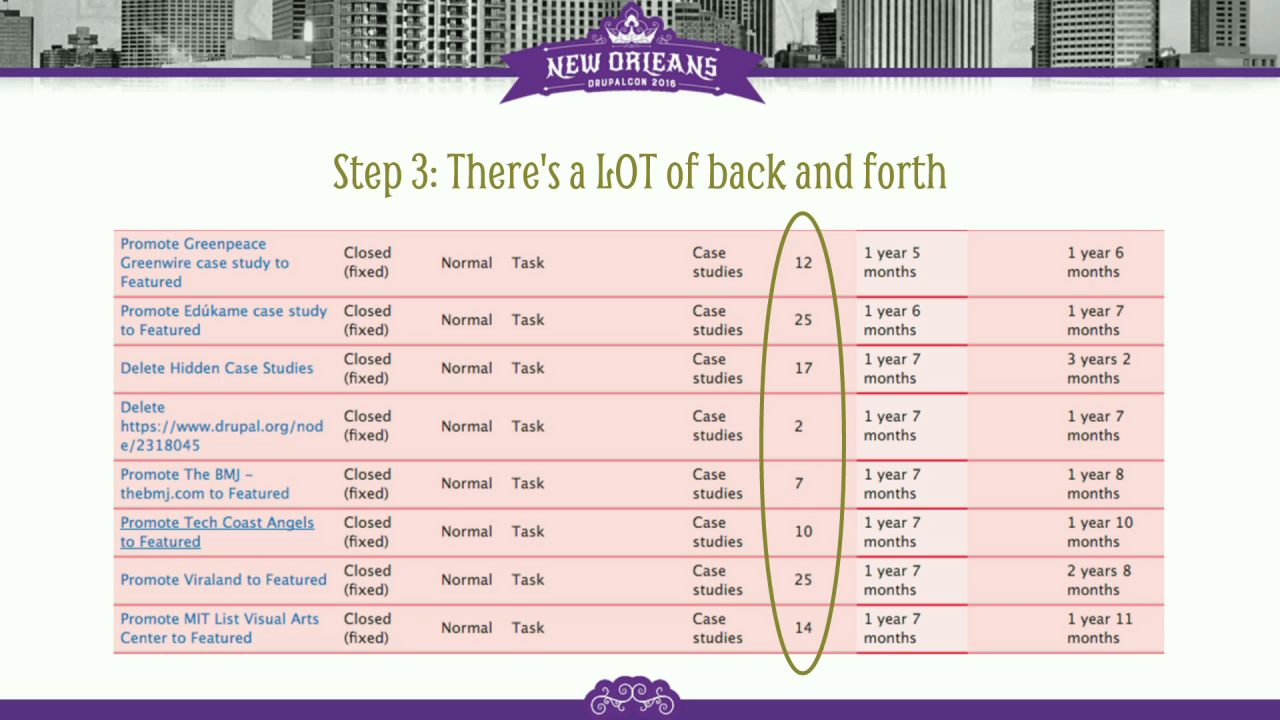 NEW ORLEANS
DRUPALCON 2016
Step 3: There's a LOT of back and forth
Promote Greenpeace
Greenwire case study to
Featured
Closed
(fixed)
Normal
Task
Case
studies
12
1 year 5
months
1 year 6
months
Promote Edúkame case study
to Featured
Closed
(fixed)
Normal
Task
Case
studies
25
1 year 6
months
1 year 7
months
Delete Hidden Case Studies
Closed
(fixed)
Normal
Task
Case
studies
17
1 year 7
months
3 years 2
months
Delete
https://www.drupal.org/nod
e/2318045
Closed
(fixed)
Normal
Task
Case
studies
2
1 year 7
months
1 year 7
months
Promote The BMJ –
thebmj.com to Featured
Closed
(fixed)
Normal
Task
Case
studies
7
1 year 7
months
1 year 8
months
Promote Tech Coast Angels
to Featured
Closed
(fixed)
Normal
Task
Case
studies
10
1 year 7
months
1 year 10
months
Promote Viraland to Featured
Closed
(fixed)
Normal
Task
Case
studies
25
1 year 7
months
2 years 8
months
Promote MIT List Visual Arts
Center to Featured
Closed
(fixed)
Normal
Task
Case
studies
14
1 year 7
months
1 year 11
months